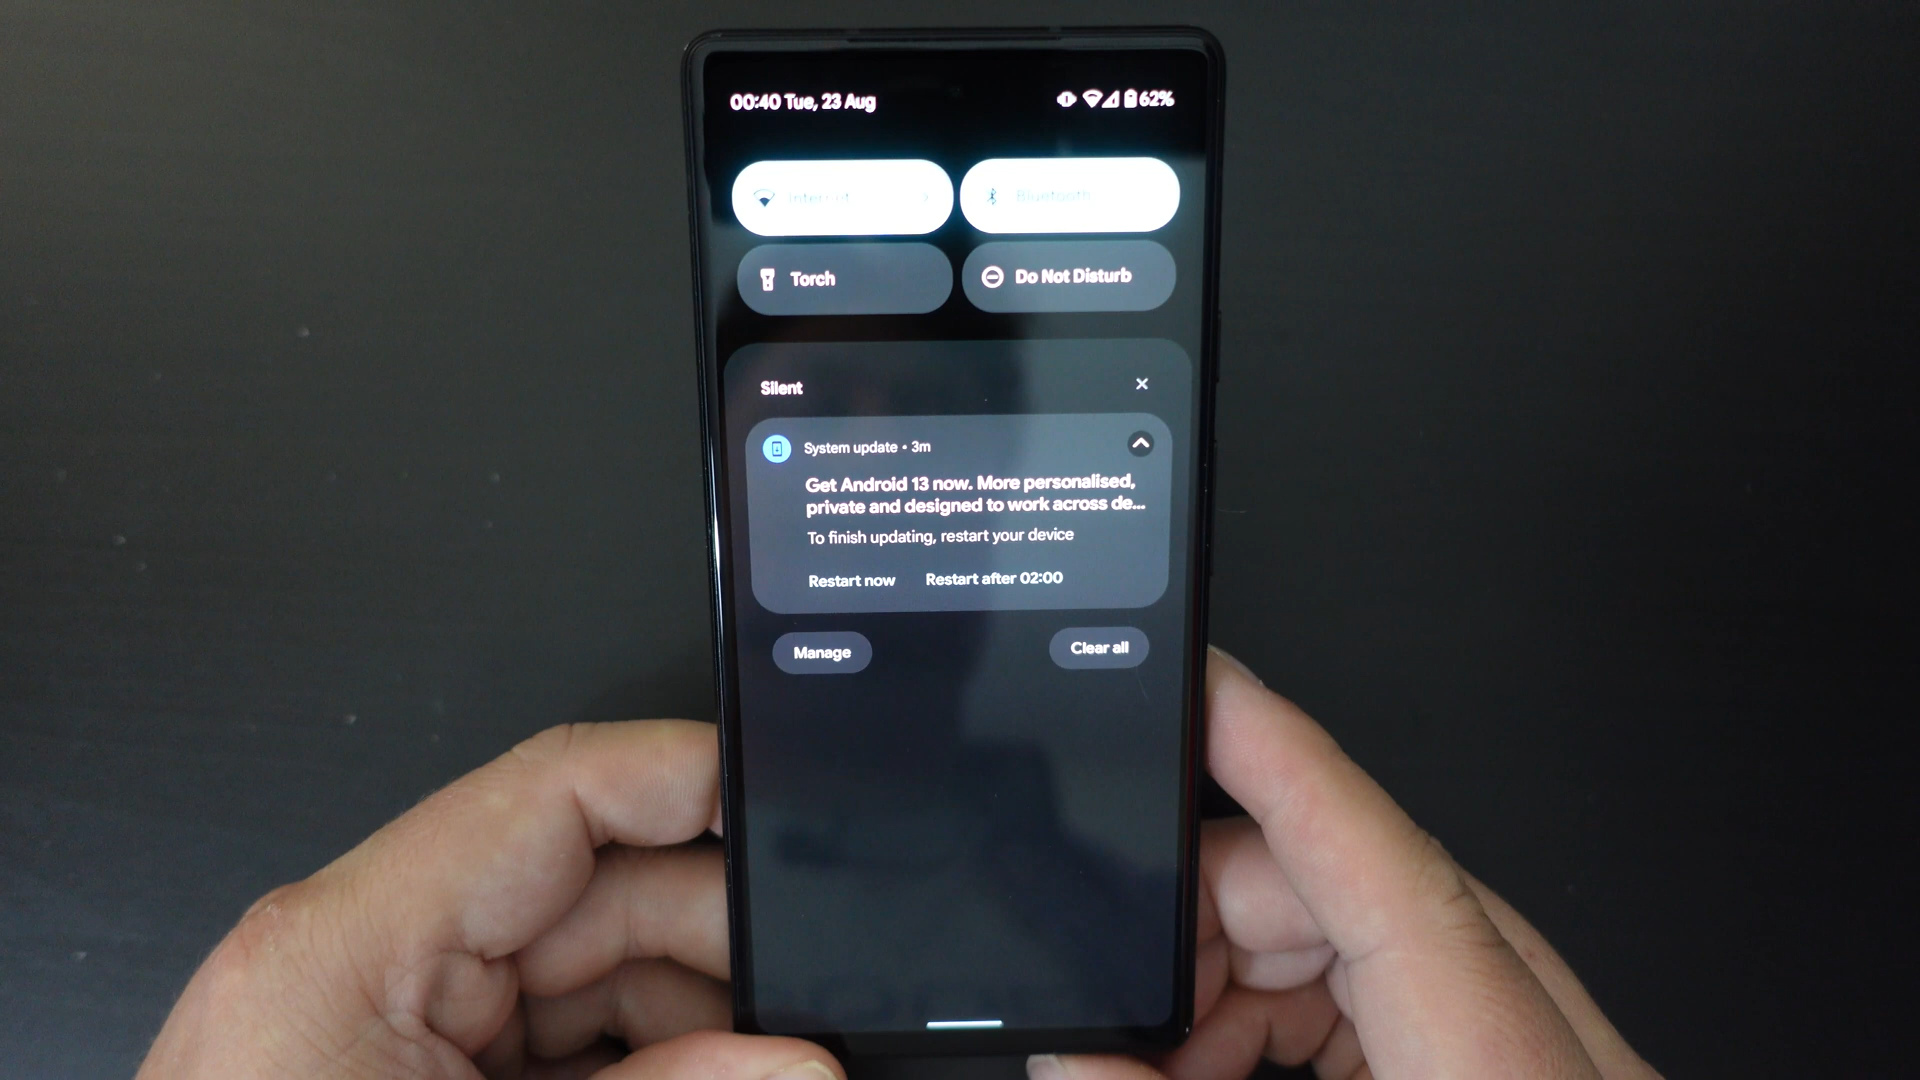 00:40 Tue, 23 Aug
62%
Internet
Bluetooth
Torch
Do Not Disturb
Silent
System update • 3m
Get Android 13 now. More personalised,
private and designed to work across de...
To finish updating, restart your device
Restart now
Restart after 02:00
Manage
Clear all